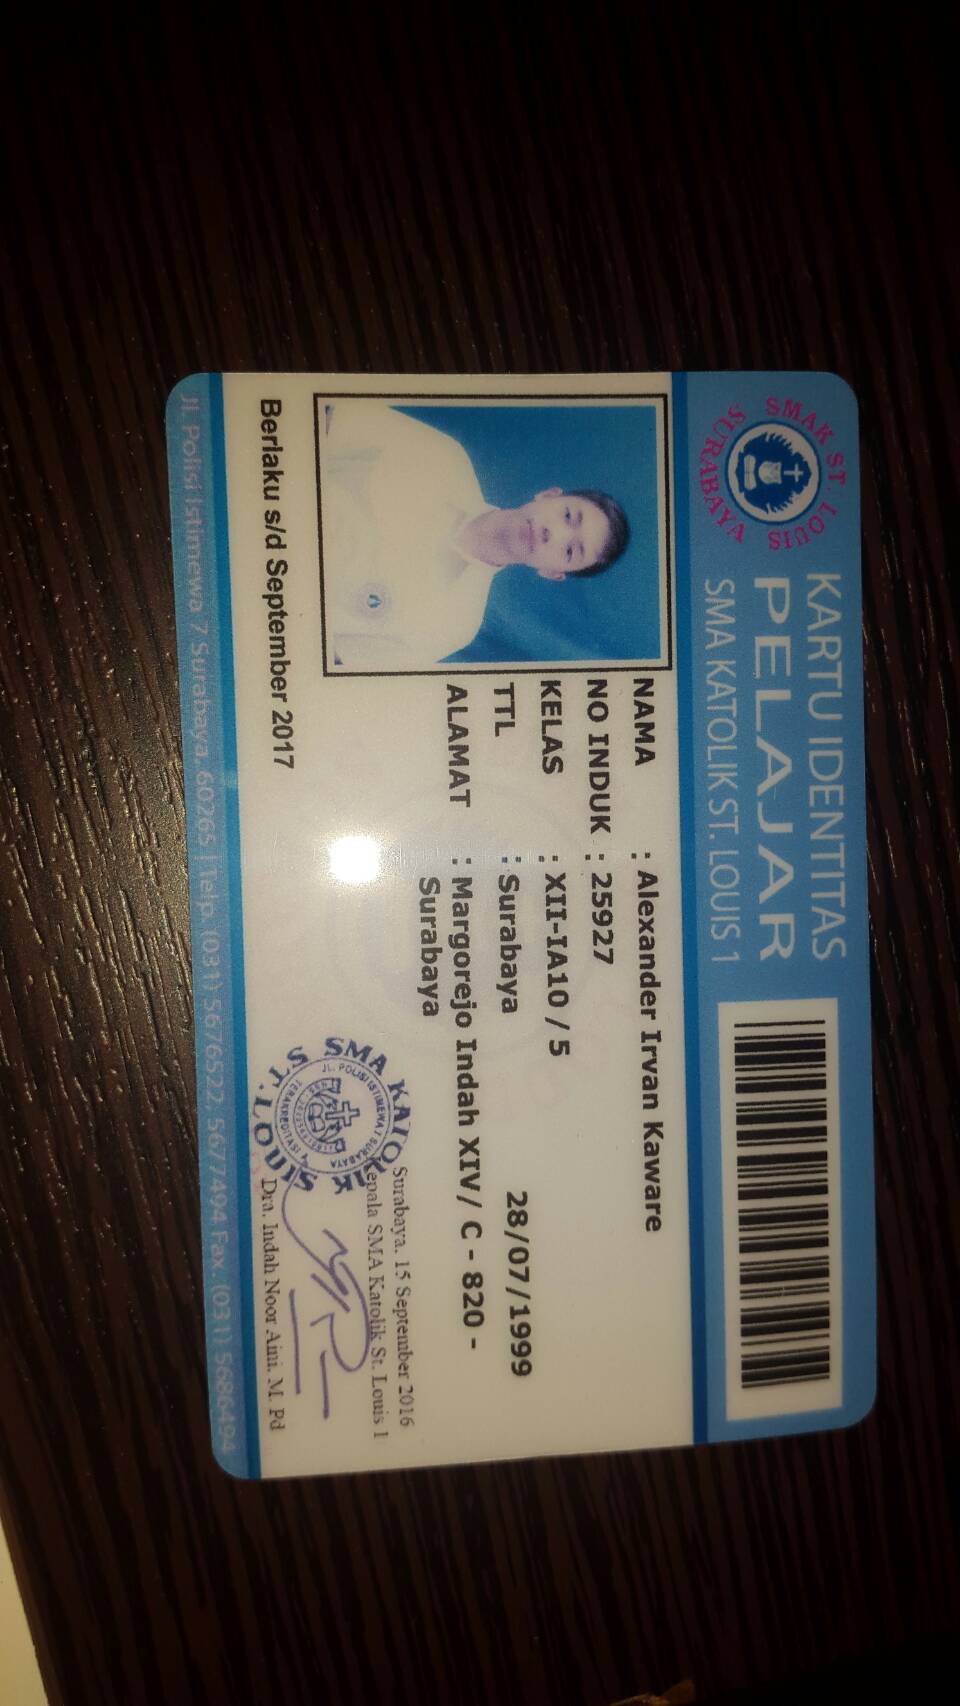 SMAK ST. LOUIS
SURABAYA
KARTU IDENTITAS
PELAJAR
SMA KATOLIK ST. LOUIS 1
NAMA : Alexander Irvan Kaware
NO INDUK : 25927
KELAS : XII-IA10 / 5
TTL : Surabaya 28/07/1999
ALAMAT : Margorejo Indah XIV/ C - 820 -
Surabaya
Berlaku s/d September 2017
Surabaya, 15 September 2016
Kepala SMA Katolik St. Louis 1
SMA KATOLIK
ST. LOUIS
JL. POLISI ISTIMEWA 7 SURABAYA
TERAKREDITASI
Dra. Indah Noor Aini, M. Pd
Jl. Polisi Istimewa 7 Surabaya, 60265 | Telp. (031) 5676522, 5677494 Fax. (031) 5686494